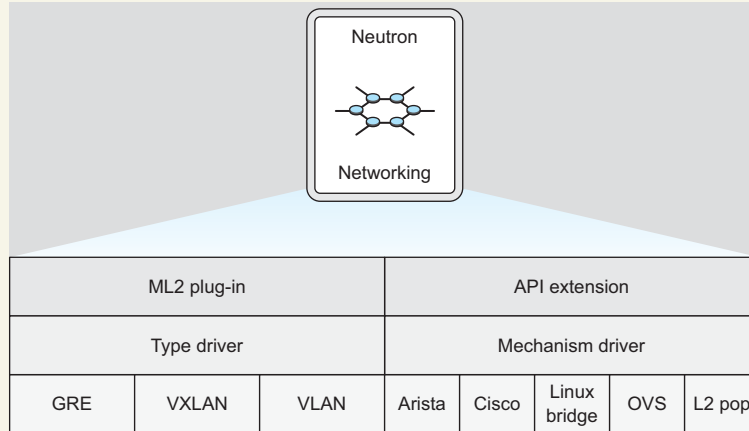 Neutron
Networking
ML2 plug-in
API extension
Type driver
Mechanism driver
GRE
VXLAN
VLAN
Arista
Cisco
Linux
bridge
OVS
L2 pop